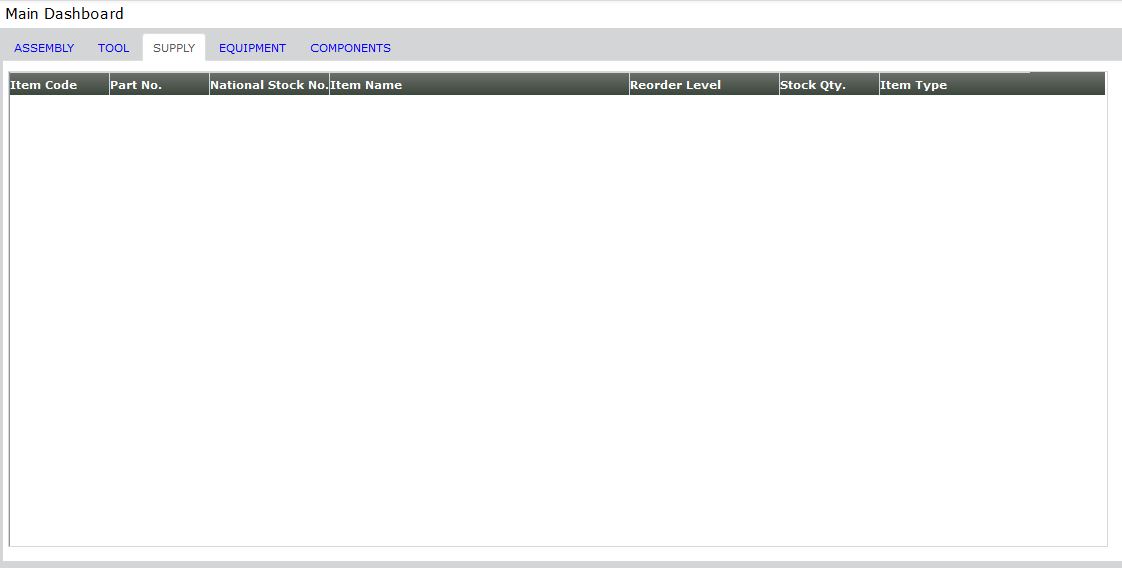 Main Dashboard
ASSEMBLY TOOL SUPPLY EQUIPMENT COMPONENTS
Item Code Part No. National Stock No. Item Name Reorder Level Stock Qty. Item Type